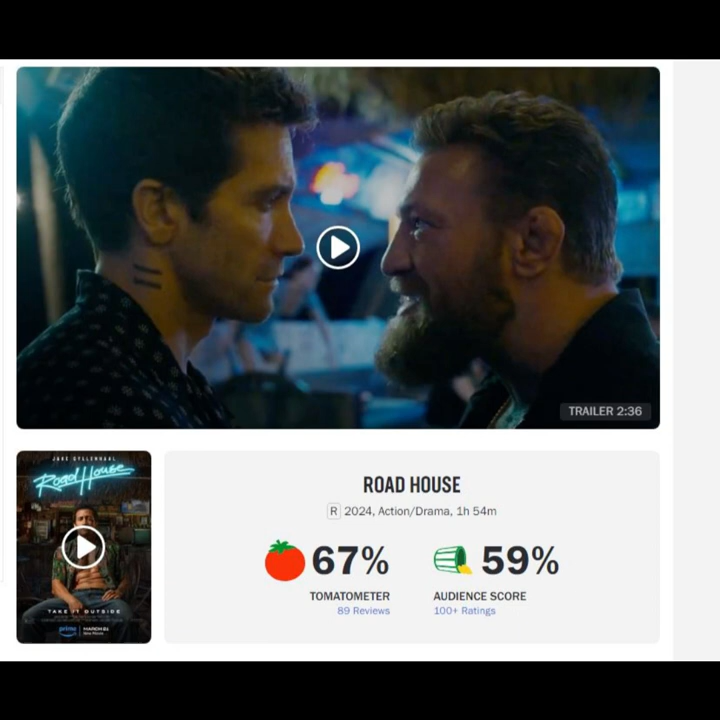 TRAILER 2:36
JAKE GYLLENHAAL
Road House
TAKE IT OUTSIDE
prime
MARCH 21
ROAD HOUSE
R 2024, Action/Drama, 1h 54m
67%
TOMATOMETER
89 Reviews
59%
AUDIENCE SCORE
100+ Ratings